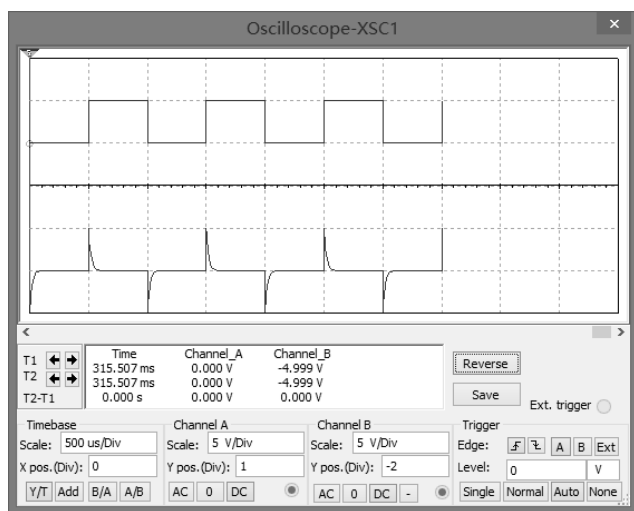 Oscilloscope-XSC1
×
T1
T2
T2-T1
Time Channel_A Channel_B
315.507 ms 0.000 V -4.999 V
315.507 ms 0.000 V -4.999 V
0.000 s 0.000 V 0.000 V
Reverse
Save
Ext. trigger
Timebase
Scale: 500 us/Div
X pos.(Div): 0
Y/T Add B/A A/B
Channel A
Scale: 5 V/Div
Y pos.(Div): 1
AC 0 DC
Channel B
Scale: 5 V/Div
Y pos.(Div): -2
AC 0 DC -
Trigger
Edge: A B Ext
Level: 0 V
Single Normal Auto None